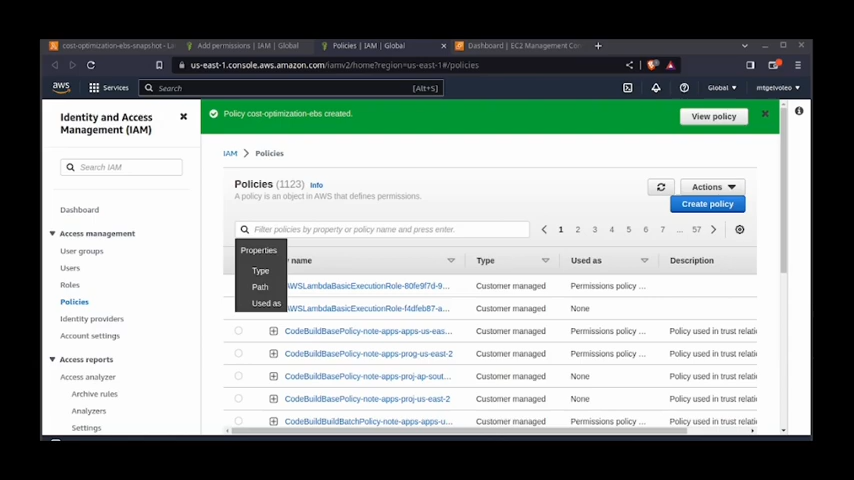 cost-optimization-ebs-snapshot - La
Add permissions | IAM | Global
Policies | IAM | Global
Dashboard | EC2 Management Con
us-east-1.console.aws.amazon.com/iamv2/home?region=us-east-1#/policies
aws
Services
Search
[Alt+S]
Global
mtgetvoteo
Identity and Access
Management (IAM)
Search IAM
Dashboard
Access management
User groups
Users
Roles
Policies
Identity providers
Account settings
Access reports
Access analyzer
Archive rules
Analyzers
Settings
Policy cost-optimization-ebs created.
View policy
IAM
Policies
Policies (1123)
Info
A policy is an object in AWS that defines permissions.
Actions
Create policy
Filter policies by property or policy name and press enter.
1 2 3 4 5 6 7 ... 57
Properties
Type
Path
Used as
name
Type
Used as
Description
AWSLambdaBasicExecutionRole-80fe9f7d-9...
Customer managed
Permissions policy ...
AWSLambdaBasicExecutionRole-f4dfeb87-a...
Customer managed
None
CodeBuildBasePolicy-note-apps-apps-us-eas...
Customer managed
Permissions policy ...
Policy used in trust relati
CodeBuildBasePolicy-note-apps-prog-us-east-2
Customer managed
Permissions policy ...
Policy used in trust relati
CodeBuildBasePolicy-note-apps-proj-ap-sout...
Customer managed
None
Policy used in trust relati
CodeBuildBasePolicy-note-apps-proj-us-east-2
Customer managed
None
Policy used in trust relati
CodeBuildBuildBatchPolicy-note-apps-apps-u...
Customer managed
Permissions policy ...
Policy used in trust relati